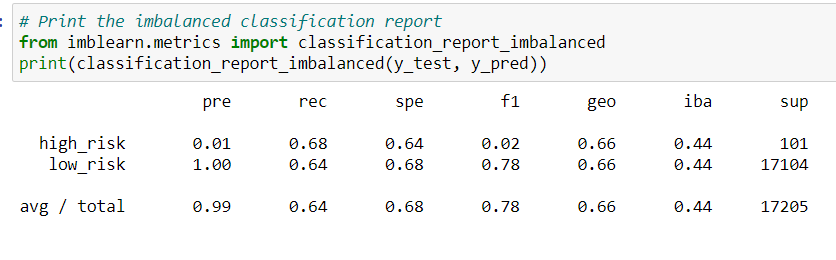 # Print the imbalanced classification report
from imblearn.metrics import classification_report_imbalanced
print(classification_report_imbalanced(y_test, y_pred))
pre rec spe f1 geo iba sup
high_risk 0.01 0.68 0.64 0.02 0.66 0.44 101
low_risk 1.00 0.64 0.68 0.78 0.66 0.44 17104
avg / total 0.99 0.64 0.68 0.78 0.66 0.44 17205